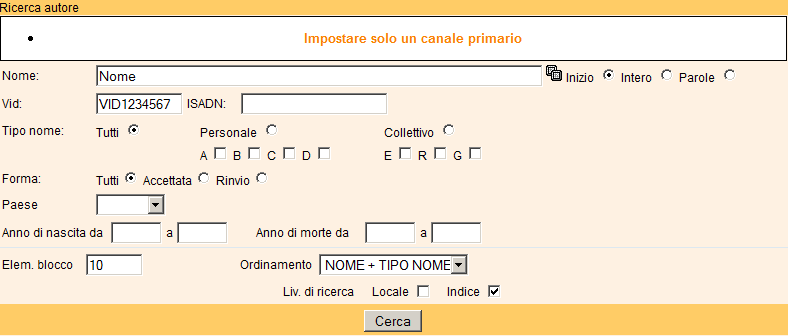 Ricerca autore
Impostare solo un canale primario
Nome: Nome Inizio Intero Parole
Vid: VID1234567 ISADN:
Tipo nome: Tutti Personale Collettivo
A B C D E R G
Forma: Tutti Accettata Rinvio
Paese
Anno di nascita da a Anno di morte da a
Elem. blocco 10 Ordinamento NOME + TIPO NOME
Liv. di ricerca Locale Indice
Cerca